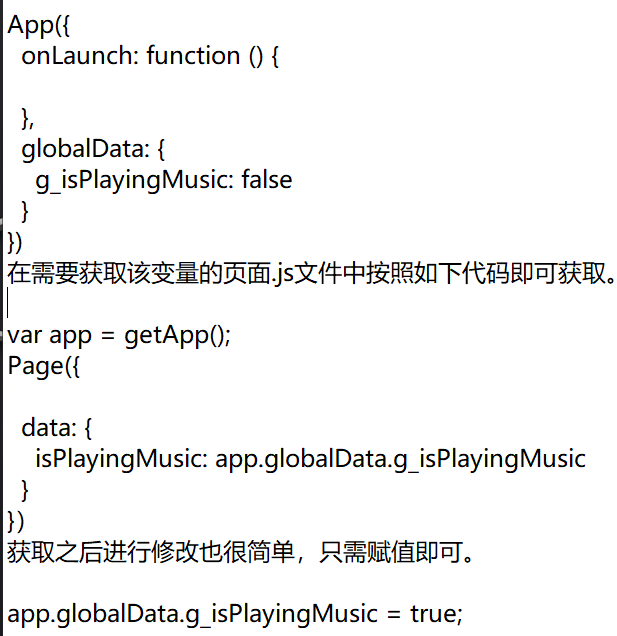 App({
  onLaunch: function () {
  },
  globalData: {
    g_isPlayingMusic: false
  }
})
在需要获取该变量的页面.js文件中按照如下代码即可获取。
var app = getApp();
Page({
  data: {
    isPlayingMusic: app.globalData.g_isPlayingMusic
  }
})
获取之后进行修改也很简单，只需赋值即可。
app.globalData.g_isPlayingMusic = true;